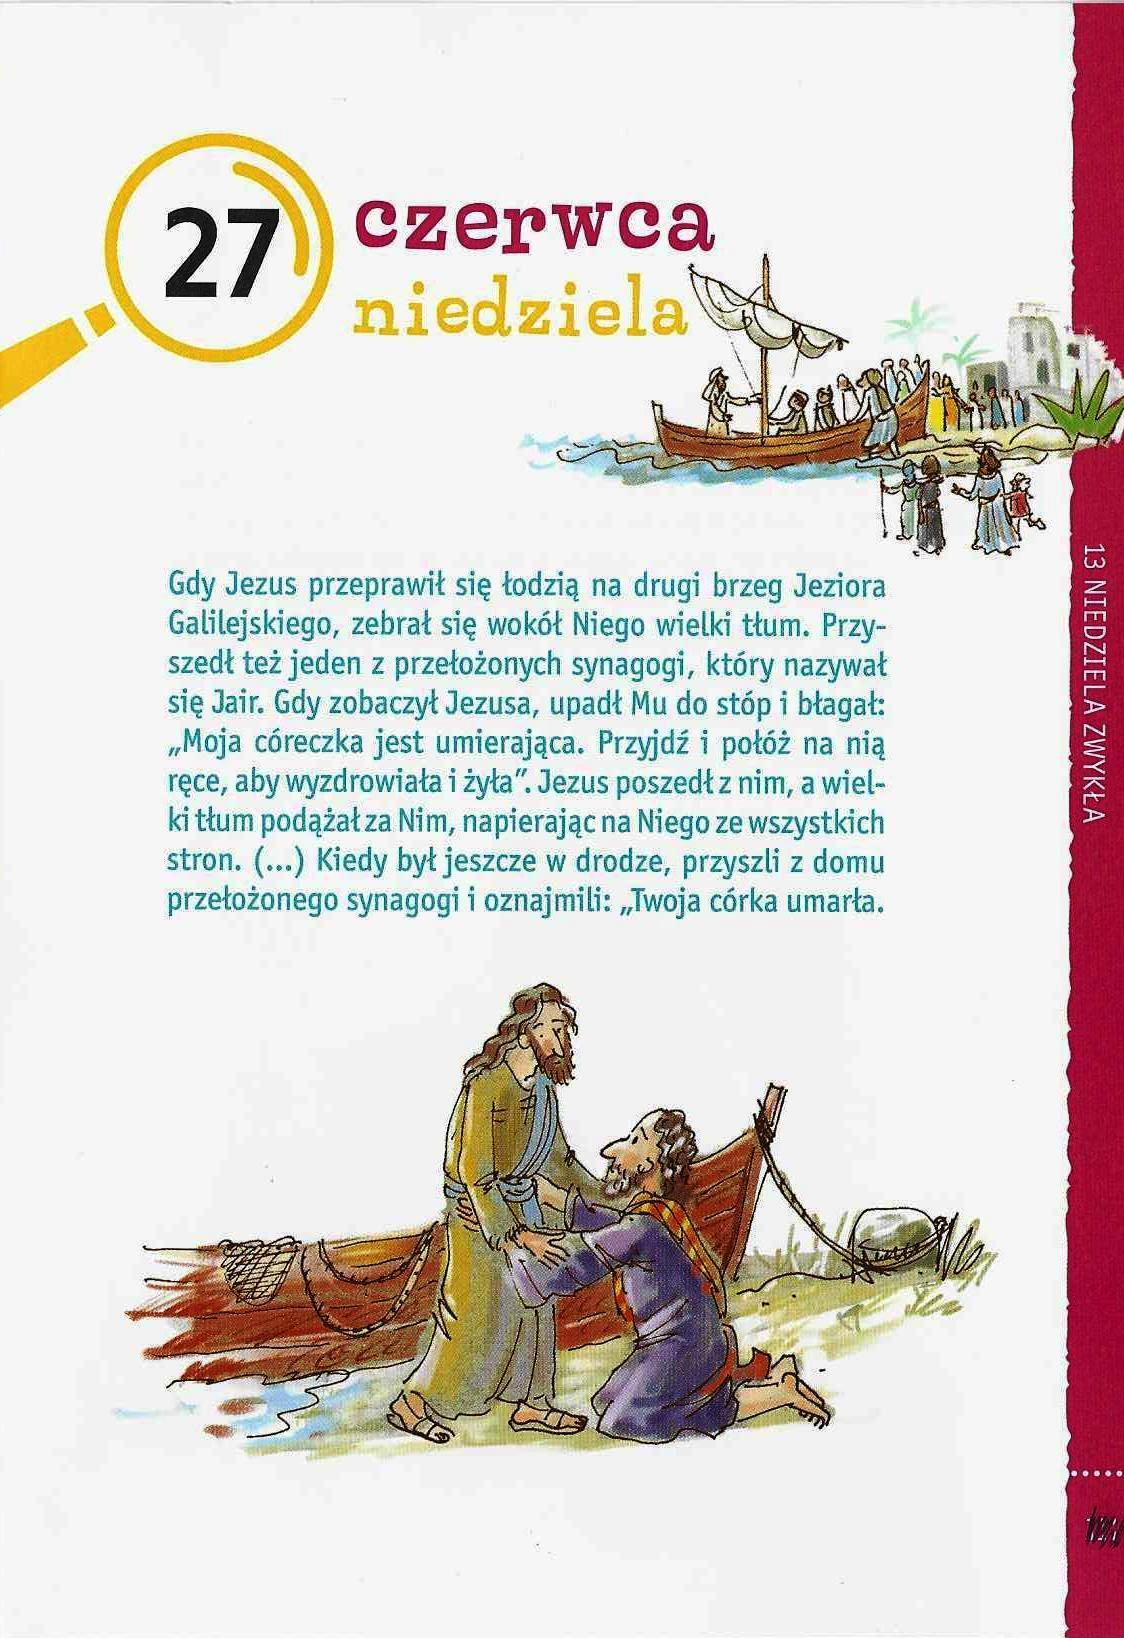 27
czerwca
niedziela
Gdy Jezus przeprawił się łodzią na drugi brzeg Jeziora
Galilejskiego, zebrał się wokół Niego wielki tłum. Przy-
szedł też jeden z przełożonych synagogi, który nazywał
się Jair. Gdy zobaczył Jezusa, upadł Mu do stóp i błagał:
„Moja córeczka jest umierająca. Przyjdź i połóż na nią
ręce, aby wyzdrowiała i żyła”. Jezus poszedł z nim, a wiel-
ki tłum podążał za Nim, napierając na Niego ze wszystkich
stron. (...) Kiedy był jeszcze w drodze, przyszli z domu
przełożonego synagogi i oznajmili: „Twoja córka umarła.
13 NIEDZIELA ZWYKŁA